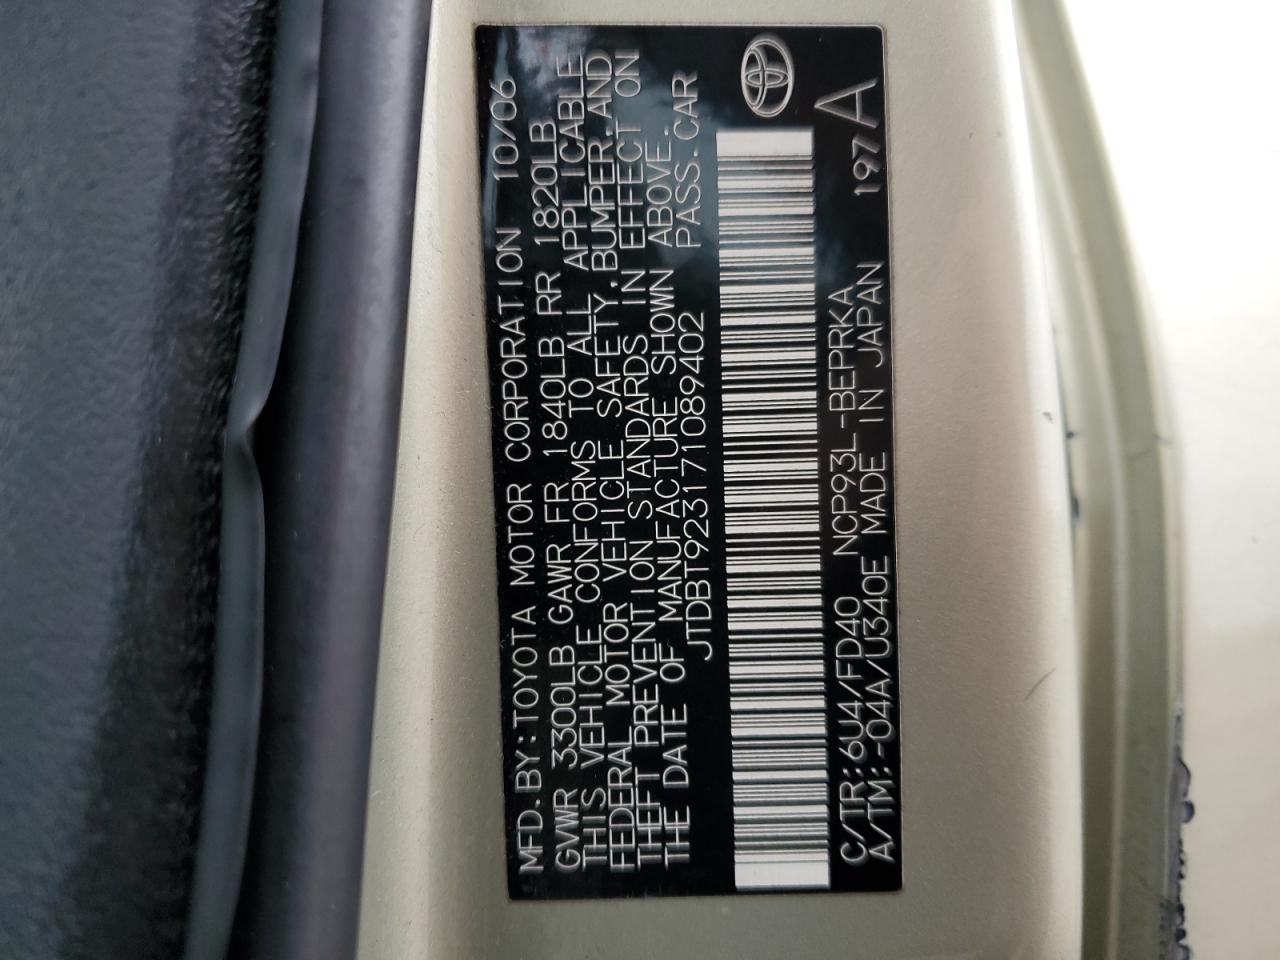 MFD. BY: TOYOTA MOTOR CORPORATION 10/06
GVWR 3300LB GAWR FR 1840LB RR 1820LB
THIS VEHICLE CONFORMS TO ALL APPLICABLE
FEDERAL MOTOR VEHICLE SAFETY, BUMPER, AND
THEFT PREVENTION STANDARDS IN EFFECT ON
THE DATE OF MANUFACTURE SHOWN ABOVE.
JTDBT923171089402 PASS. CAR
C/TR: 6U4/FD40 NCP93L-BEPRKA 197A
A/TM: -04A/U340E MADE IN JAPAN